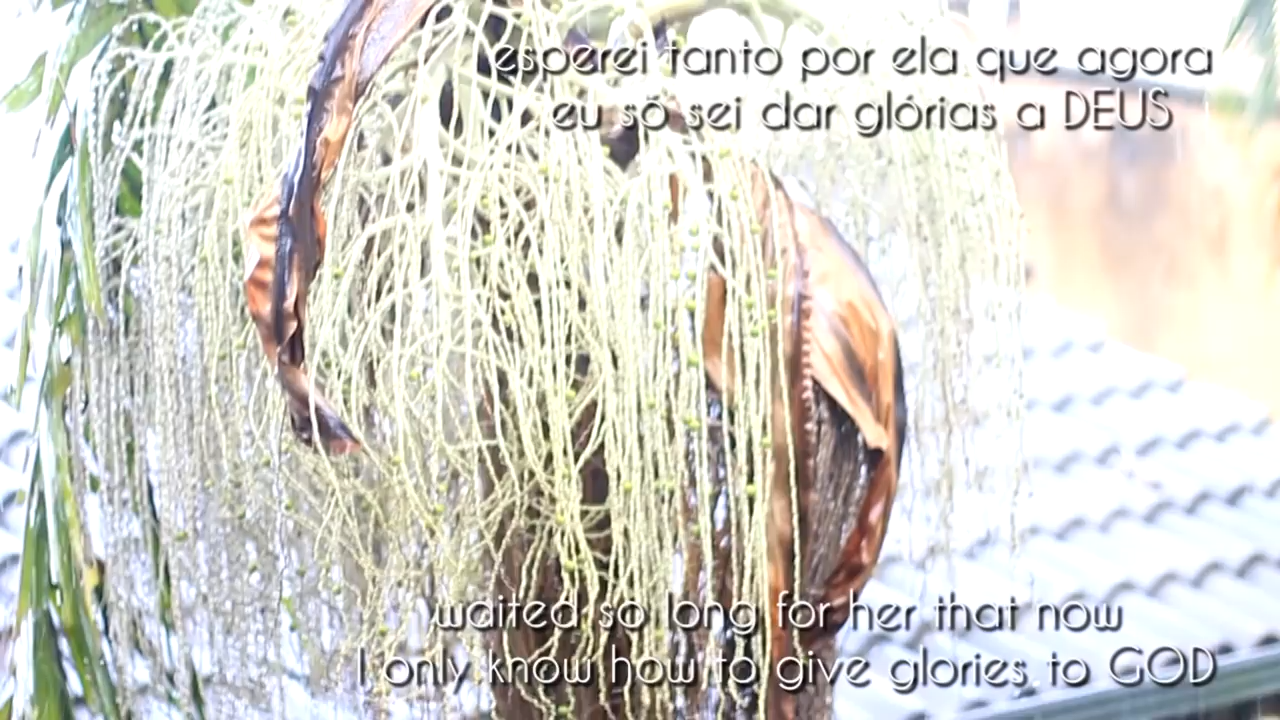 esperei tanto por ela que agora
eu só sei dar glórias a DEUS
waited so long for her that now
I only know how to give glories to GOD